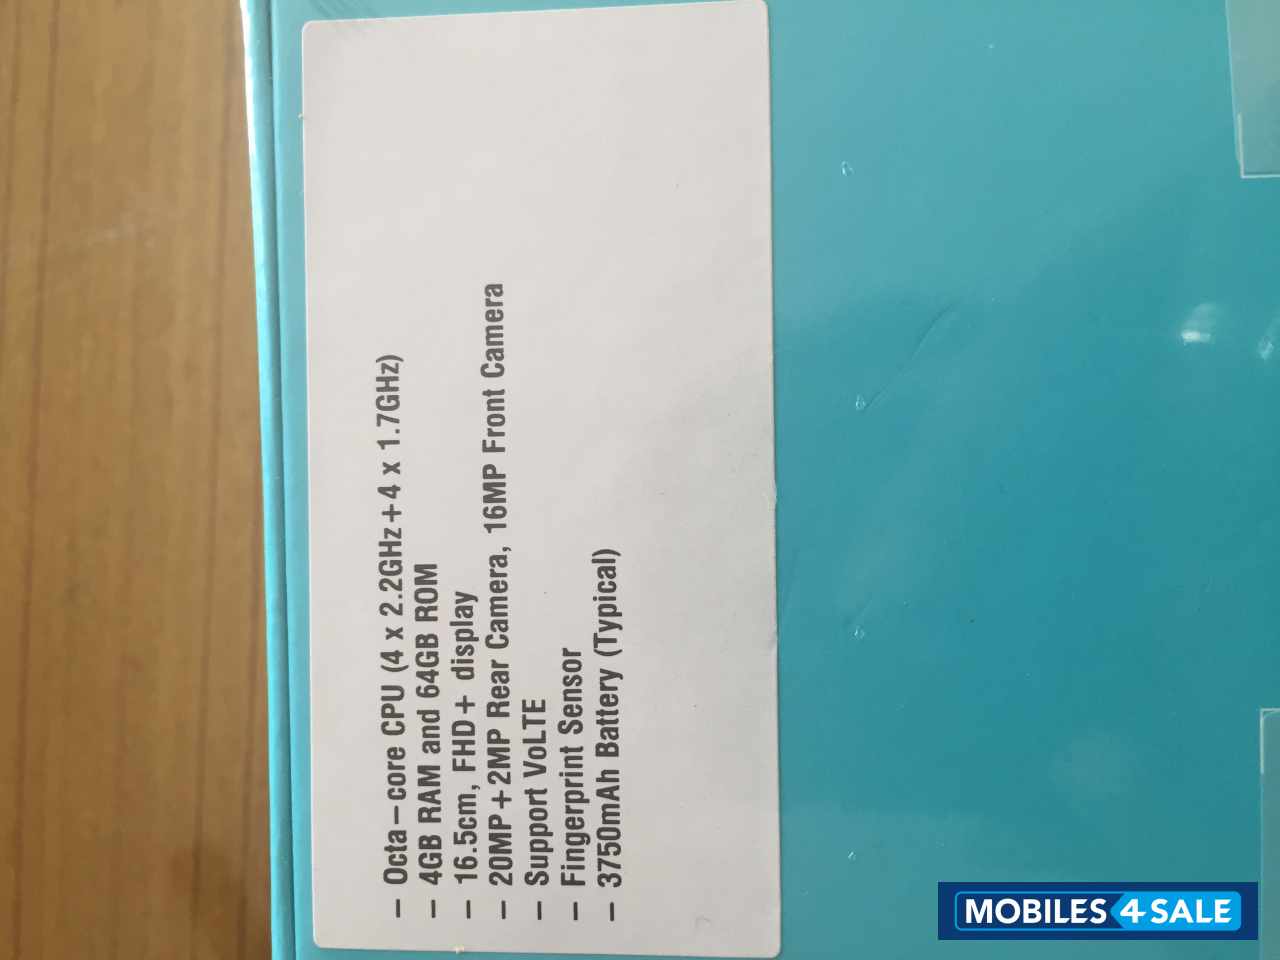 – Octa–core CPU (4 x 2.2GHz+4 x 1.7GHz)
– 4GB RAM and 64GB ROM
– 16.5cm, FHD+ display
– 20MP+2MP Rear Camera, 16MP Front Camera
– Support VoLTE
– Fingerprint Sensor
– 3750mAh Battery (Typical)
MOBILES 4 SALE